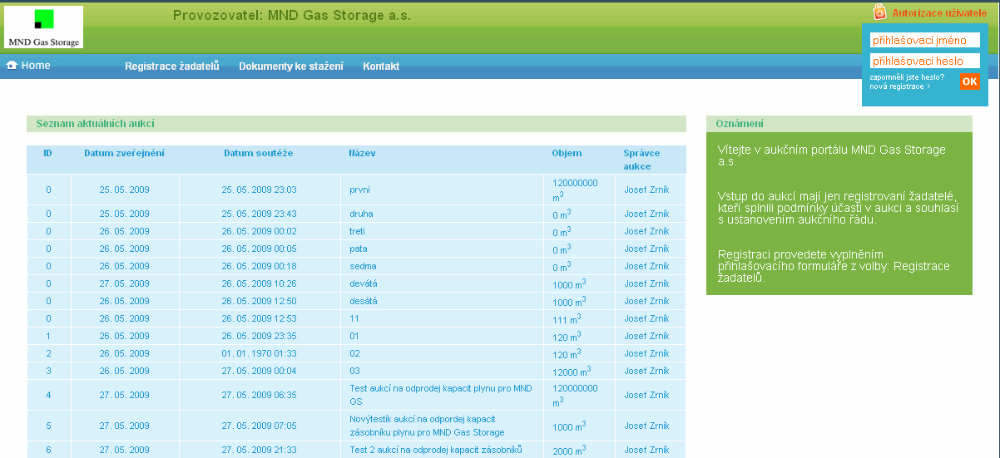 Provozovatel: MND Gas Storage a.s.
Autorizace uživatele
MND Gas Storage
přihlašovací jméno
přihlašovací heslo
zapomněli jste heslo?
nová registrace >
OK
Home Registrace žadatelů Dokumenty ke stažení Kontakt
Seznam aktuálních aukcí
ID Datum zveřejnění Datum soutěže Název Objem Správce aukce
0 25. 05. 2009 25. 05. 2009 23:03 prvni 120000000 m³ Josef Zrník
0 25. 05. 2009 25. 05. 2009 23:43 druha 0 m³ Josef Zrník
0 26. 05. 2009 26. 05. 2009 00:02 treti 0 m³ Josef Zrník
0 26. 05. 2009 26. 05. 2009 00:05 pata 0 m³ Josef Zrník
0 26. 05. 2009 26. 05. 2009 00:18 sedma 0 m³ Josef Zrník
0 27. 05. 2009 26. 05. 2009 10:26 devátá 1000 m³ Josef Zrník
0 26. 05. 2009 26. 05. 2009 12:50 desátá 1000 m³ Josef Zrník
0 26. 05. 2009 26. 05. 2009 12:53 11 111 m³ Josef Zrník
1 26. 05. 2009 26. 05. 2009 23:35 01 120 m³ Josef Zrník
2 26. 05. 2009 01. 01. 1970 01:33 02 120 m³ Josef Zrník
3 26. 05. 2009 27. 05. 2009 00:04 03 12000 m³ Josef Zrník
4 27. 05. 2009 27. 05. 2009 06:35 Test aukcí na odprodej kapacit plynu pro MND GS 120000000 m³ Josef Zrník
5 27. 05. 2009 27. 05. 2009 07:05 Novýtestík aukcí na odpordej kapacit zásobníku plynu pro MND Gas Storage 1000 m³ Josef Zrník
6 27. 05. 2009 27. 05. 2009 21:33 Test 2 aukcí na odprodej kapacit zásobníků 2000 m³ Josef Zrník
Oznámení
Vítejte v aukčním portálu MND Gas Storage
a.s.
Vstup do aukcí mají jen registrovaní žadatelé,
kteří splnili podmínky účasti v aukci a souhlasí
s ustanovením aukčního řádu.
Registraci provedete vyplněním
přihlašovacího formuláře z volby: Registrace
žadatelů.